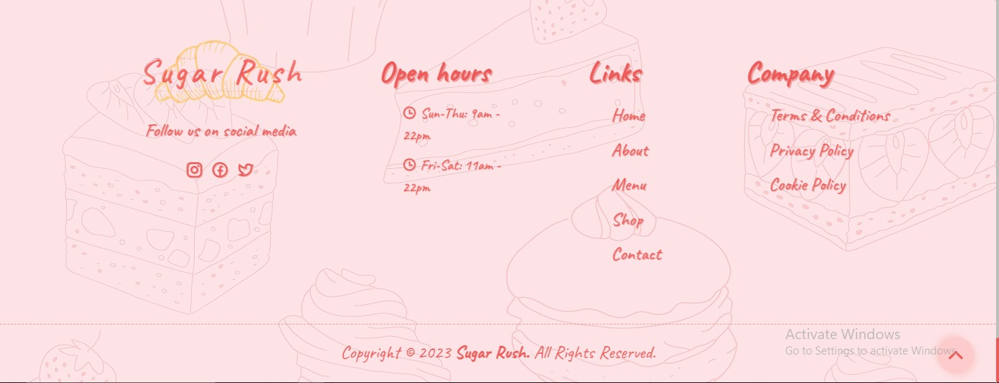 Sugar Rush
Follow us on social media
Open hours
Sun-Thu: 9am -
22pm
Fri-Sat: 11am -
22pm
Links
Home
About
Menu
Shop
Contact
Company
Terms & Conditions
Privacy Policy
Cookie Policy
Copyright © 2023 Sugar Rush. All Rights Reserved.
Activate Windows
Go to Settings to activate Windows.